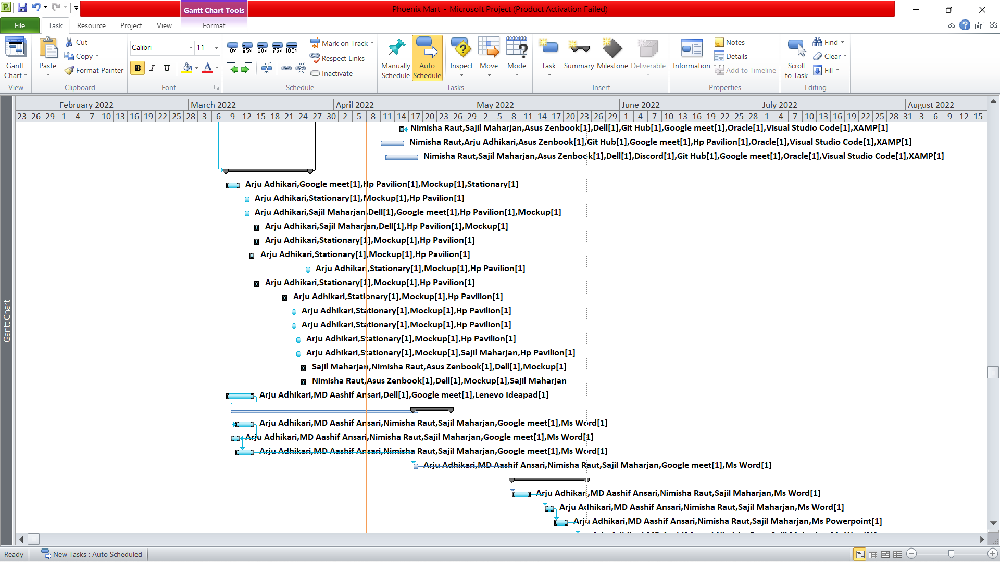 Gantt Chart Tools
Phoenix Mart - Microsoft Project (Product Activation Failed)
File Task Resource Project View Format
Gantt Chart
View
Paste
Cut
Copy
Format Painter
Clipboard
Calibri 11
B I U A
Font
0% 25% 50% 75% 100%
Mark on Track
Respect Links
Inactivate
Schedule
Manually Schedule
Auto Schedule
Inspect
Move
Mode
Tasks
Task
Summary
Milestone
Deliverable
Insert
Information
Notes
Details
Add to Timeline
Properties
Scroll to Task
Find
Clear
Fill
Editing
February 2022 March 2022 April 2022 May 2022 June 2022 July 2022 August 2022
23 26 29 1 4 7 10 13 16 19 22 25 28 3 6 9 12 15 18 21 24 27 30 2 5 8 11 14 17 20 23 26 29 2 5 8 11 14 17 20 23 26 29 1 4 7 10 13 16 19 22 25 28 1 4 7 10 13 16 19 22 25 28 31 3 6 9 12 15
Nimisha Raut,Sajil Maharjan,Asus Zenbook[1],Dell[1],Git Hub[1],Google meet[1],Oracle[1],Visual Studio Code[1],XAMP[1]
Nimisha Raut,Arju Adhikari,Asus Zenbook[1],Git Hub[1],Google meet[1],Hp Pavilion[1],Oracle[1],Visual Studio Code[1],XAMP[1]
Nimisha Raut,Sajil Maharjan,Asus Zenbook[1],Dell[1],Discord[1],Git Hub[1],Google meet[1],Oracle[1],Visual Studio Code[1],XAMP[1]
Arju Adhikari,Google meet[1],Hp Pavilion[1],Mockup[1],Stationary[1]
Arju Adhikari,Stationary[1],Mockup[1],Hp Pavilion[1]
Arju Adhikari,Sajil Maharjan,Dell[1],Google meet[1],Hp Pavilion[1],Mockup[1]
Arju Adhikari,Sajil Maharjan,Dell[1],Hp Pavilion[1],Mockup[1]
Arju Adhikari,Stationary[1],Mockup[1],Hp Pavilion[1]
Arju Adhikari,Stationary[1],Mockup[1],Hp Pavilion[1]
Arju Adhikari,Stationary[1],Mockup[1],Hp Pavilion[1]
Arju Adhikari,Stationary[1],Mockup[1],Hp Pavilion[1]
Arju Adhikari,Stationary[1],Mockup[1],Hp Pavilion[1]
Arju Adhikari,Stationary[1],Mockup[1],Hp Pavilion[1]
Arju Adhikari,Stationary[1],Mockup[1],Hp Pavilion[1]
Arju Adhikari,Stationary[1],Mockup[1],Hp Pavilion[1]
Arju Adhikari,Stationary[1],Mockup[1],Sajil Maharjan,Hp Pavilion[1]
Sajil Maharjan,Nimisha Raut,Asus Zenbook[1],Dell[1],Mockup[1]
Nimisha Raut,Asus Zenbook[1],Dell[1],Mockup[1],Sajil Maharjan
Arju Adhikari,MD Aashif Ansari,Dell[1],Google meet[1],Lenevo Ideapad[1]
Arju Adhikari,MD Aashif Ansari,Nimisha Raut,Sajil Maharjan,Google meet[1],Ms Word[1]
Arju Adhikari,MD Aashif Ansari,Nimisha Raut,Sajil Maharjan,Google meet[1],Ms Word[1]
Arju Adhikari,MD Aashif Ansari,Nimisha Raut,Sajil Maharjan,Google meet[1],Ms Word[1]
Arju Adhikari,MD Aashif Ansari,Nimisha Raut,Sajil Maharjan,Google meet[1],Ms Word[1]
Arju Adhikari,MD Aashif Ansari,Nimisha Raut,Sajil Maharjan,Ms Word[1]
Arju Adhikari,MD Aashif Ansari,Nimisha Raut,Sajil Maharjan,Ms Word[1]
Arju Adhikari,MD Aashif Ansari,Nimisha Raut,Sajil Maharjan,Ms Powerpoint[1]
Arju Adhikari,MD Aashif Ansari,Nimisha Raut,Sajil Maharjan,Ms Word[1]
Gantt Chart
Ready New Tasks : Auto Scheduled